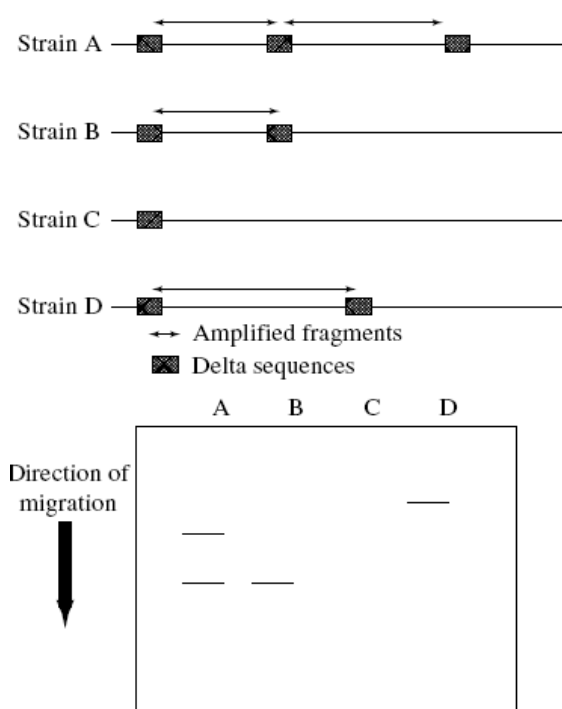 Strain A
Strain B
Strain C
Strain D
Amplified fragments
Delta sequences
A B C D
Direction of
migration